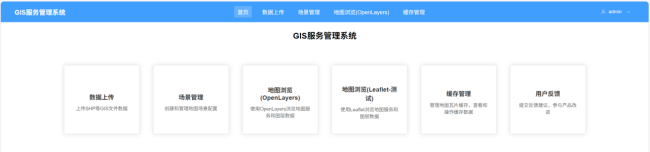 GIS服务管理系统 首页 数据上传 场景管理 地图浏览(OpenLayers) 缓存管理 admin
GIS服务管理系统
数据上传
上传SHP等GIS文件数据
场景管理
创建和管理地图场景配置
地图浏览
(OpenLayers)
使用OpenLayers浏览地图服
务和图层数据
地图浏览(Leaflet-测
试)
使用Leaflet浏览地图服务和
图层数据
缓存管理
管理地图瓦片缓存，查看和
操作缓存数据
用户反馈
提交反馈建议，参与产品改
进